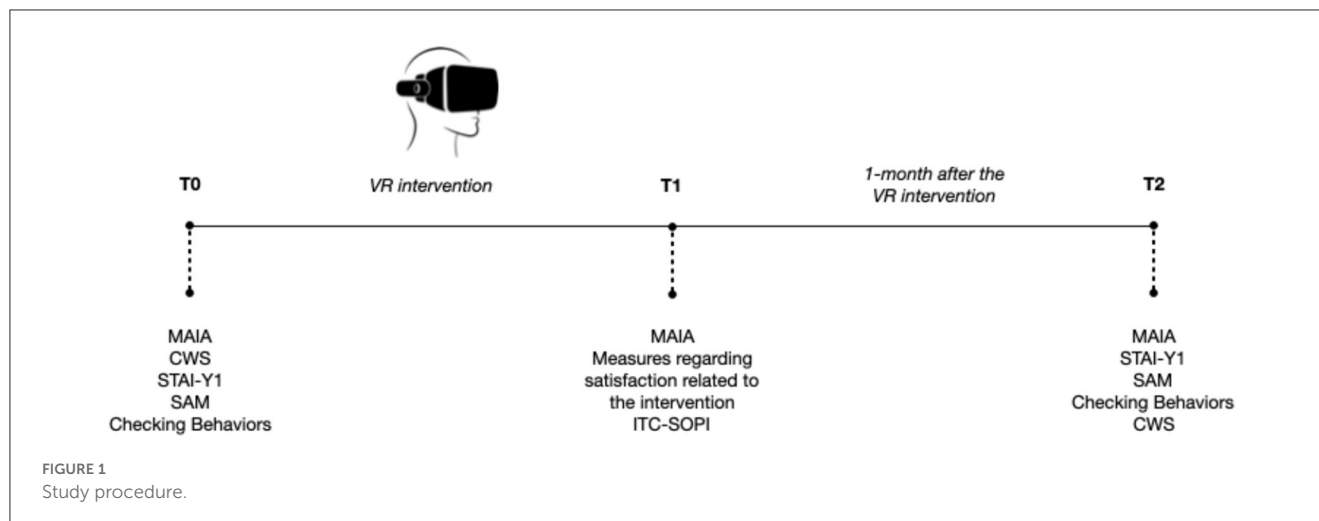 T0
VR intervention
T1
1-month after the
VR intervention
T2
MAIA
CWS
STAI-Y1
SAM
Checking Behaviors
MAIA
Measures regarding
satisfaction related to
the intervention
ITC-SOPI
MAIA
STAI-Y1
SAM
Checking Behaviors
CWS
FIGURE 1
Study procedure.